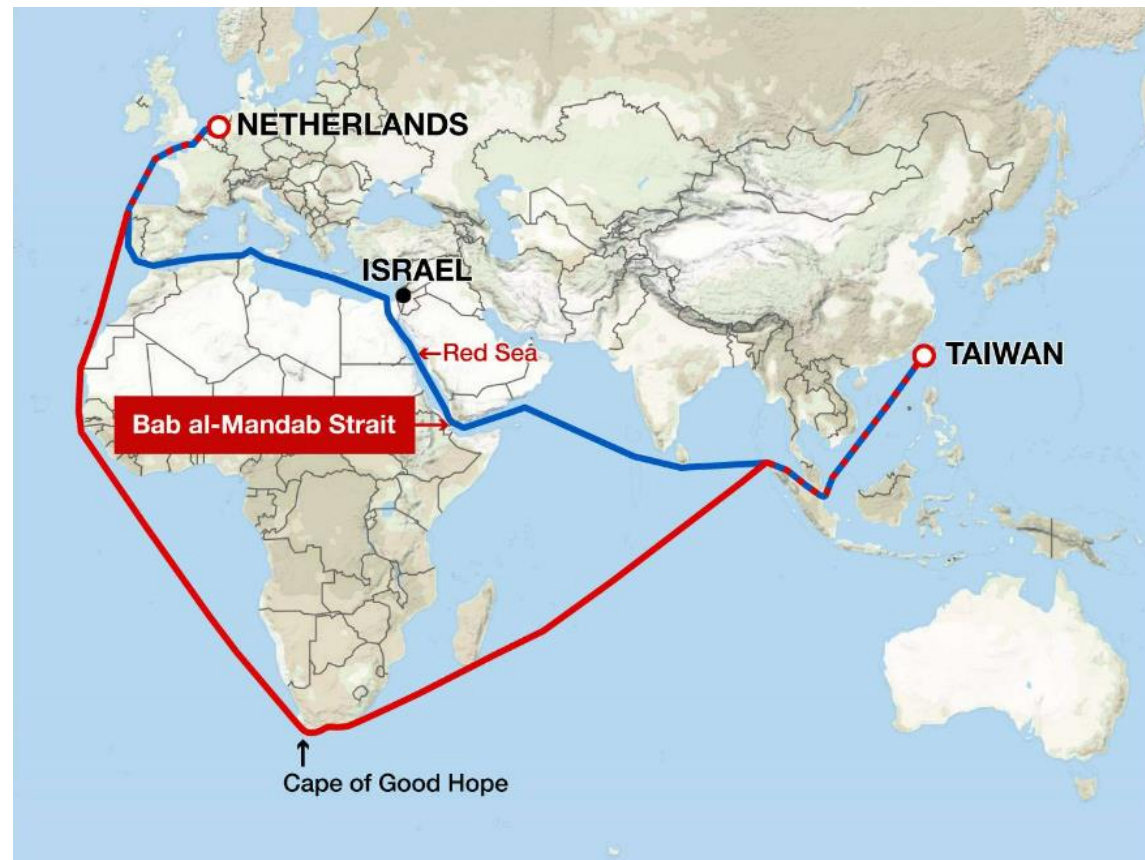 NETHERLANDS
ISRAEL
Red Sea
TAIWAN
Bab al-Mandab Strait
Cape of Good Hope